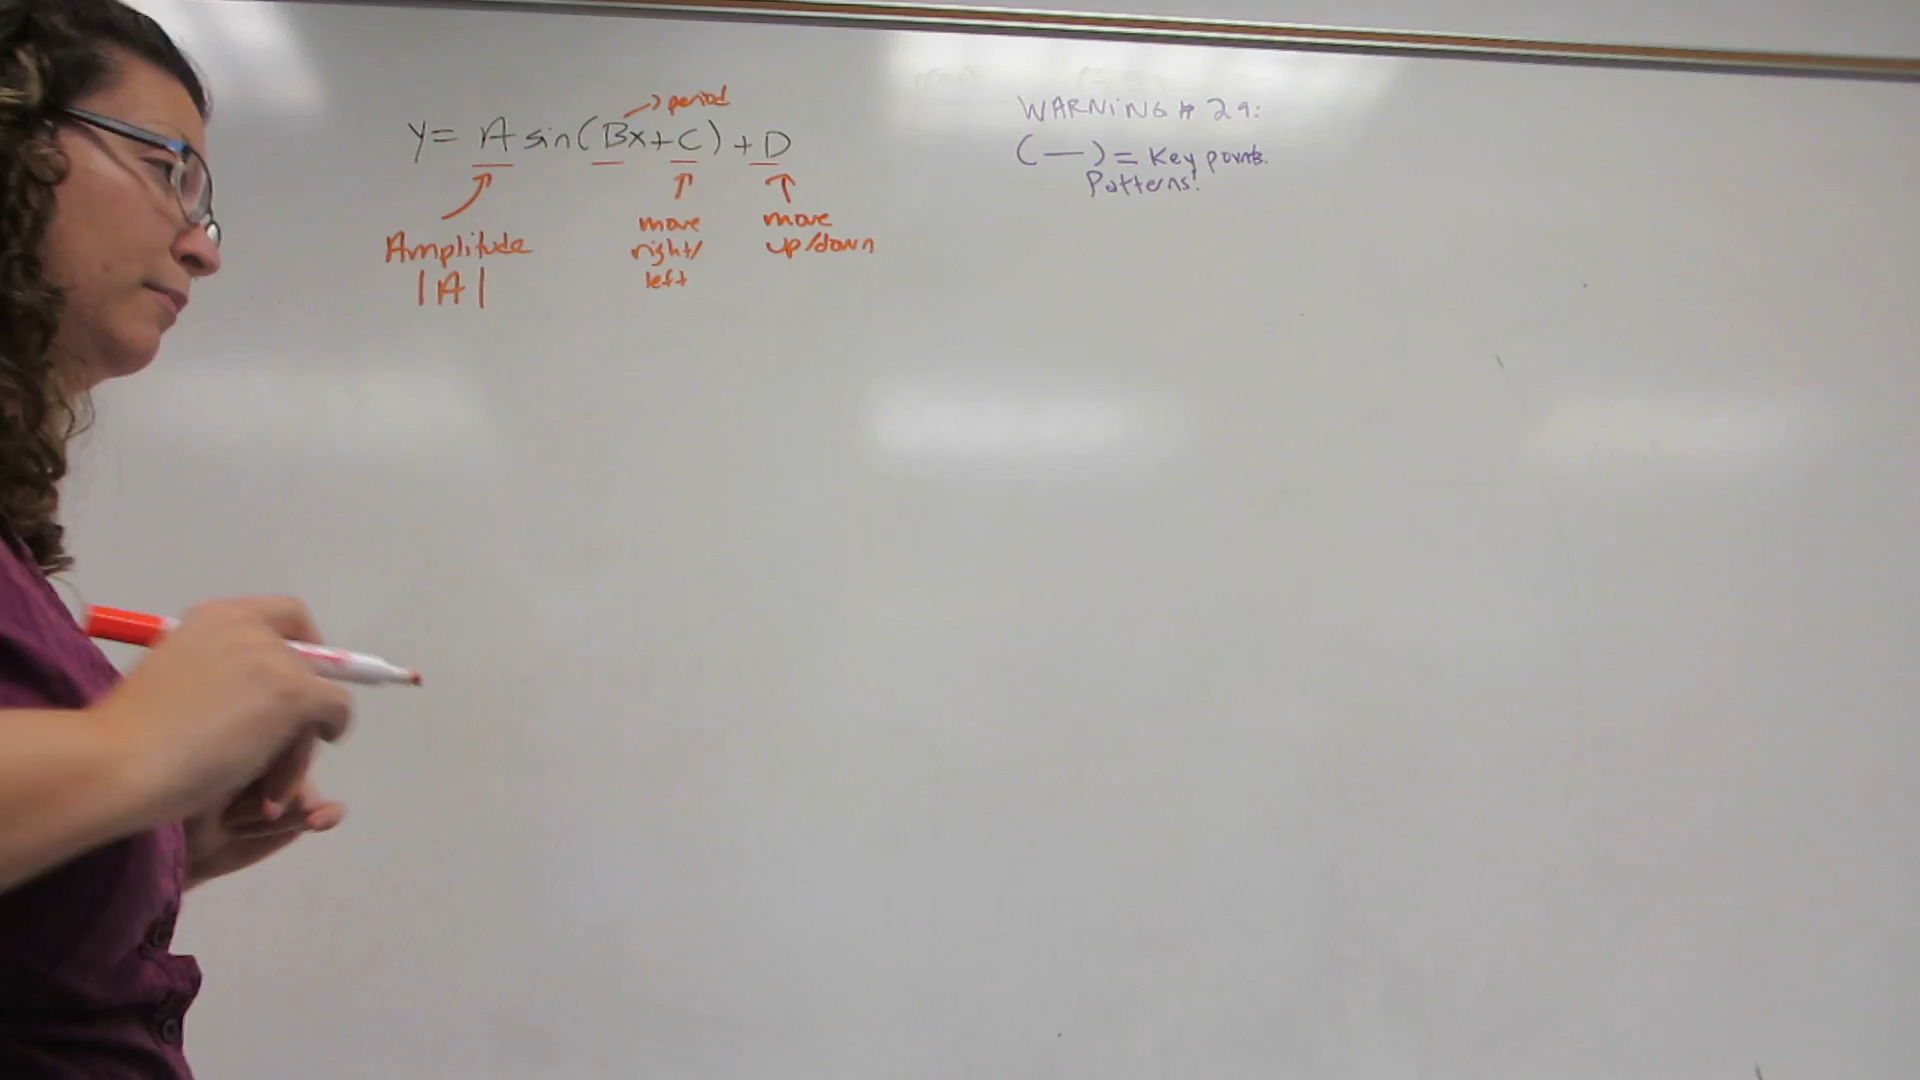 period
y = A sin(Bx+C) + D
Amplitude
|A|
move
right/
left
move
up/down
WARNING # 29:
( — ) = Key points.
Patterns!